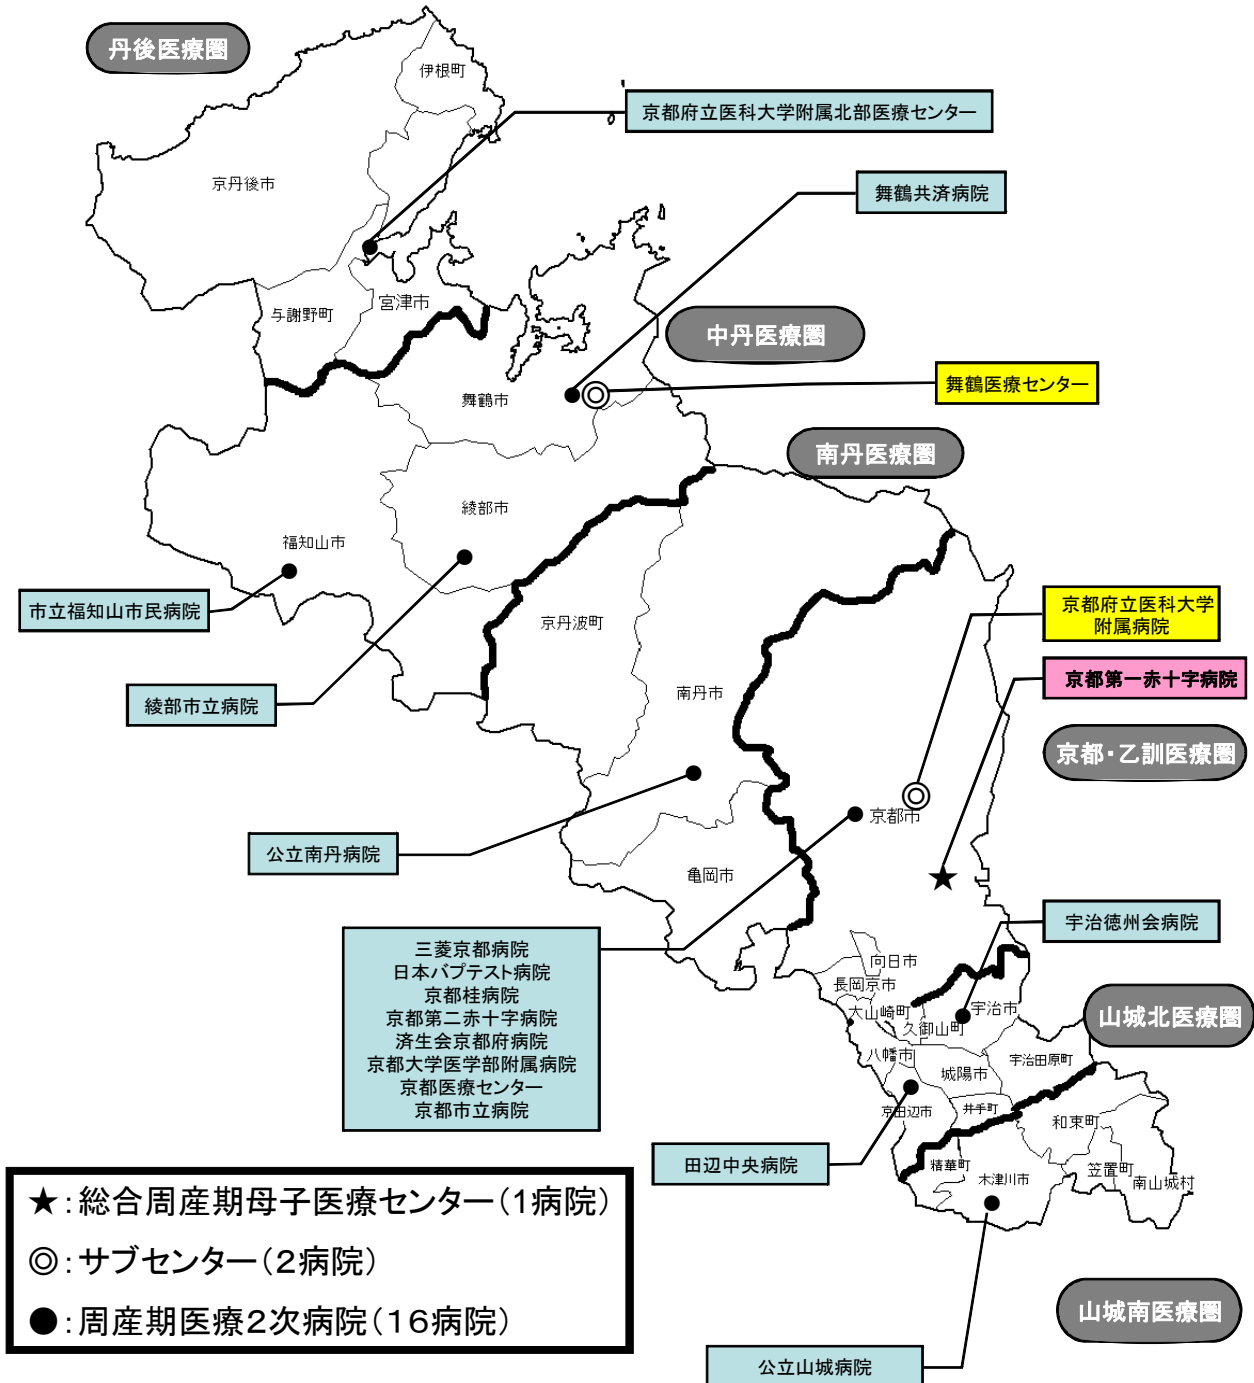 丹後医療圏
伊根町
京都府立医科大学附属北部医療センター
京丹後市
舞鶴共済病院
与謝野町
宮津市
中丹医療圏
舞鶴医療センター
舞鶴市
南丹医療圏
綾部市
福知山市
市立福知山市民病院
京丹波町
京都府立医科大学
附属病院
京都第一赤十字病院
綾部市立病院
南丹市
京都・乙訓医療圏
京都市
公立南丹病院
亀岡市
宇治徳州会病院
三菱京都病院
日本バプテスト病院
京都桂病院
京都第二赤十字病院
済生会京都府病院
京都大学医学部附属病院
京都医療センター
京都市立病院
向日市
長岡京市
大山崎町
久御山町
宇治市
山城北医療圏
八幡市
城陽市
宇治田原町
京田辺市
井手町
和束町
田辺中央病院
精華町
木津川市
笠置町
南山城村
★:総合周産期母子医療センター(1病院)
◎:サブセンター(2病院)
●:周産期医療2次病院(16病院)
山城南医療圏
公立山城病院